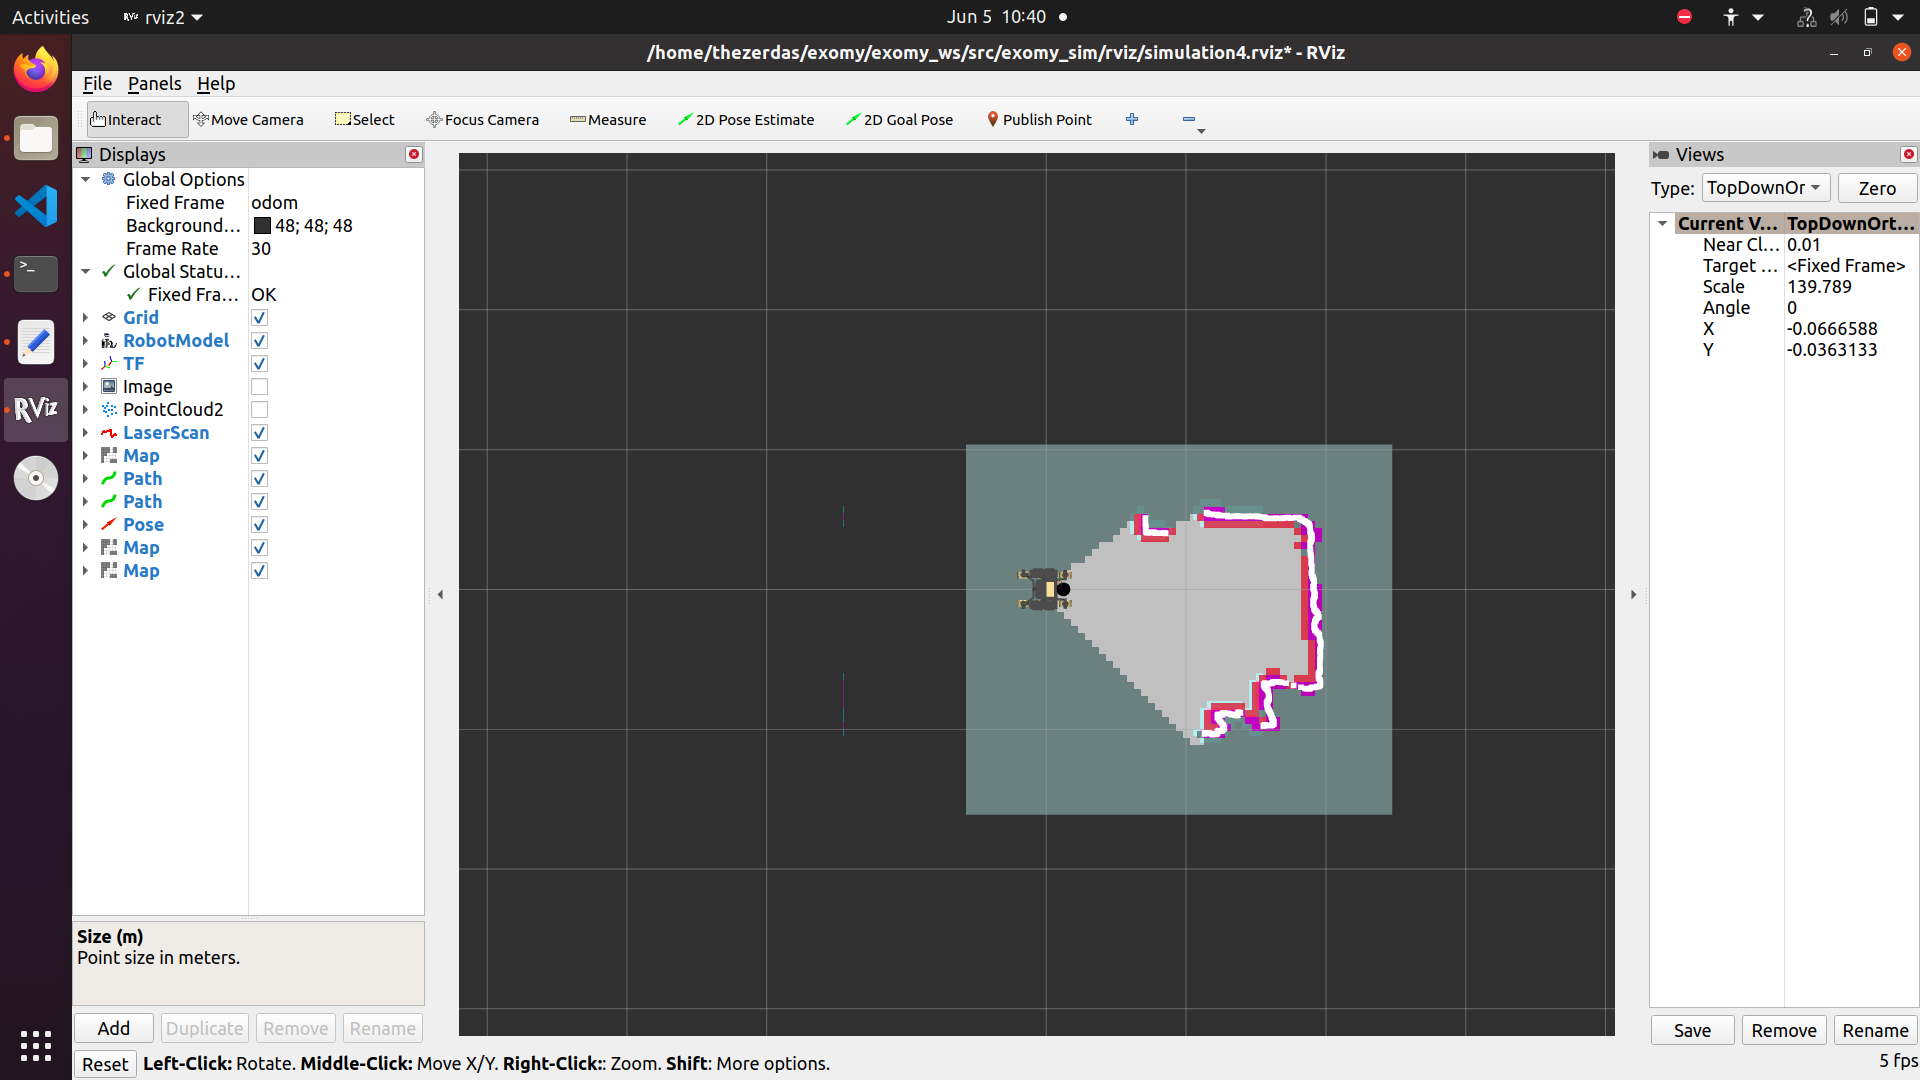 Activities
RViz rviz2
Jun 5 10:40
/home/thezerdas/exomy/exomy_ws/src/exomy_sim/rviz/simulation4.rviz* - RViz
File Panels Help
Interact Move Camera Select Focus Camera Measure 2D Pose Estimate 2D Goal Pose Publish Point
Displays
Global Options
Fixed Frame odom
Background... 48; 48; 48
Frame Rate 30
Global Statu...
Fixed Fra... OK
Grid
RobotModel
TF
Image
PointCloud2
LaserScan
Map
Path
Path
Pose
Map
Map
Size (m)
Point size in meters.
Add Duplicate Remove Rename
Reset Left-Click: Rotate. Middle-Click: Move X/Y. Right-Click:: Zoom. Shift: More options.
Views
Type: TopDownOr Zero
Current V... TopDownOrt...
Near Cl... 0.01
Target ... <Fixed Frame>
Scale 139.789
Angle 0
X -0.0666588
Y -0.0363133
Save Remove Rename
5 fps
RViz